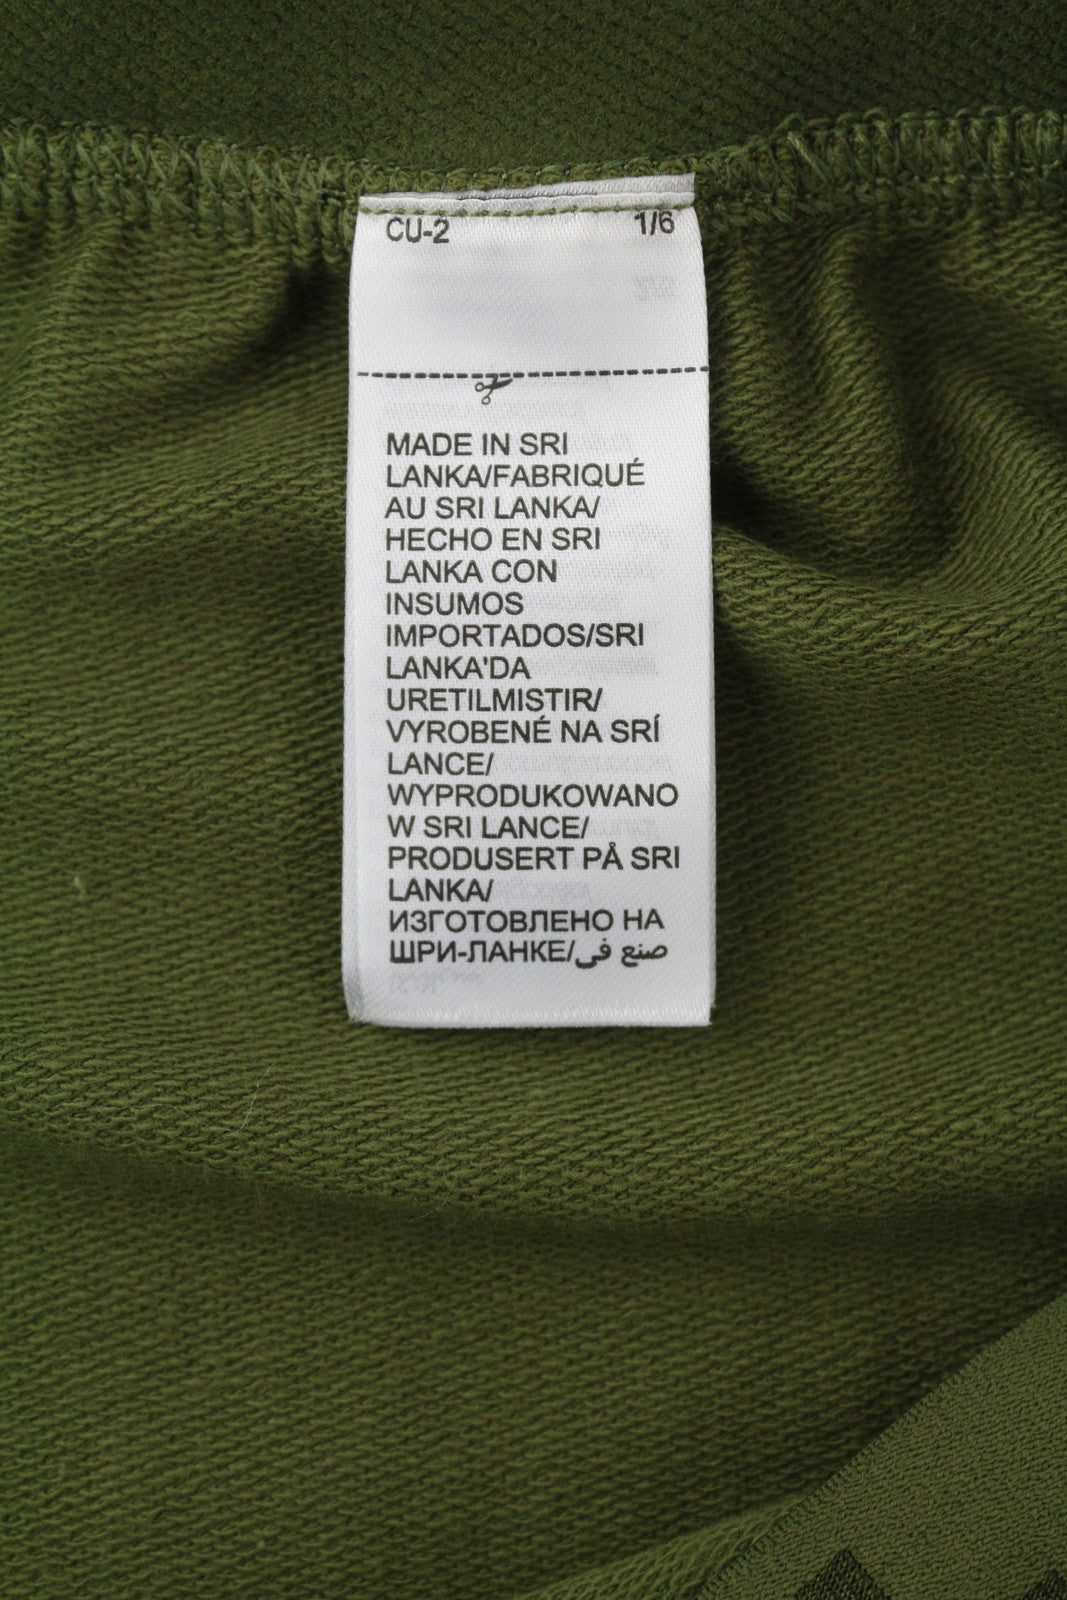 CU-2 1/6
MADE IN SRI
LANKA/FABRIQUÉ
AU SRI LANKA/
HECHO EN SRI
LANKA CON
INSUMOS
IMPORTADOS/SRI
LANKA'DA
URETILMISTIR/
VYROBENÉ NA SRÍ
LANCE/
WYPRODUKOWANO
W SRI LANCE/
PRODUSERT PÅ SRI
LANKA/
ИЗГОТОВЛЕНО НА
ШРИ-ЛАНКЕ/صنع في